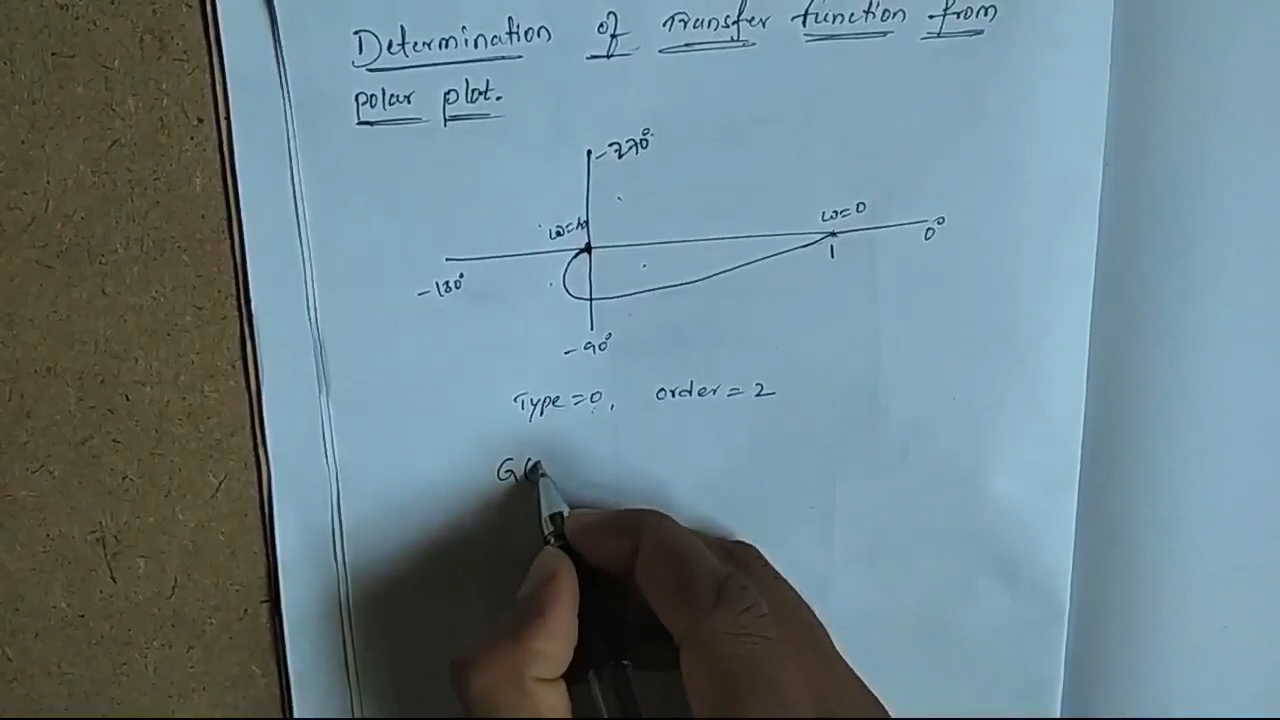 Determination of Transfer function from
polar plot.
-270°
ω=∞
ω=0
0°
1
-180°
-90°
Type=0, order=2
G(